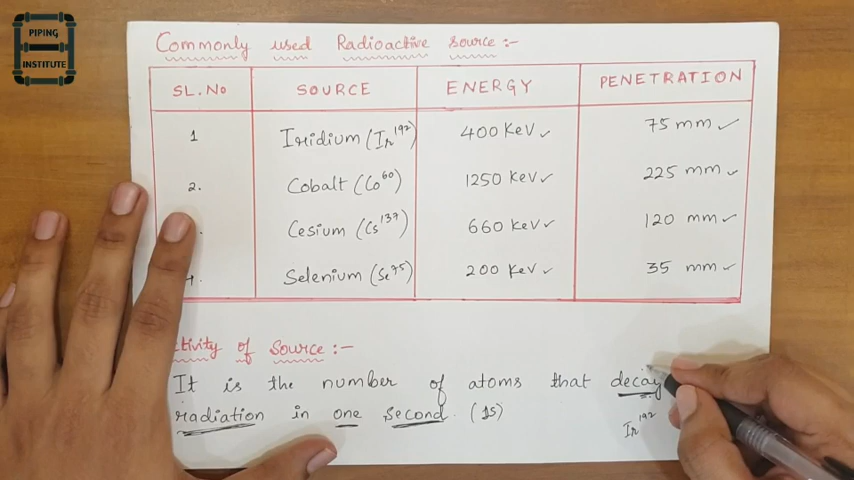 PIPING
INSTITUTE
Commonly used Radioactive source :-
SL.No SOURCE ENERGY PENETRATION
1 Iridium (Ir192) 400 KeV ✓ 75 mm ✓
2. Cobalt (Co60) 1250 KeV ✓ 225 mm ✓
Cesium (Cs137) 660 KeV ✓ 120 mm ✓
Selenium (Se75) 200 KeV ✓ 35 mm ✓
ctivity of source :-
It is the number of atoms that decay
radiation in one second. (1s)
Ir192